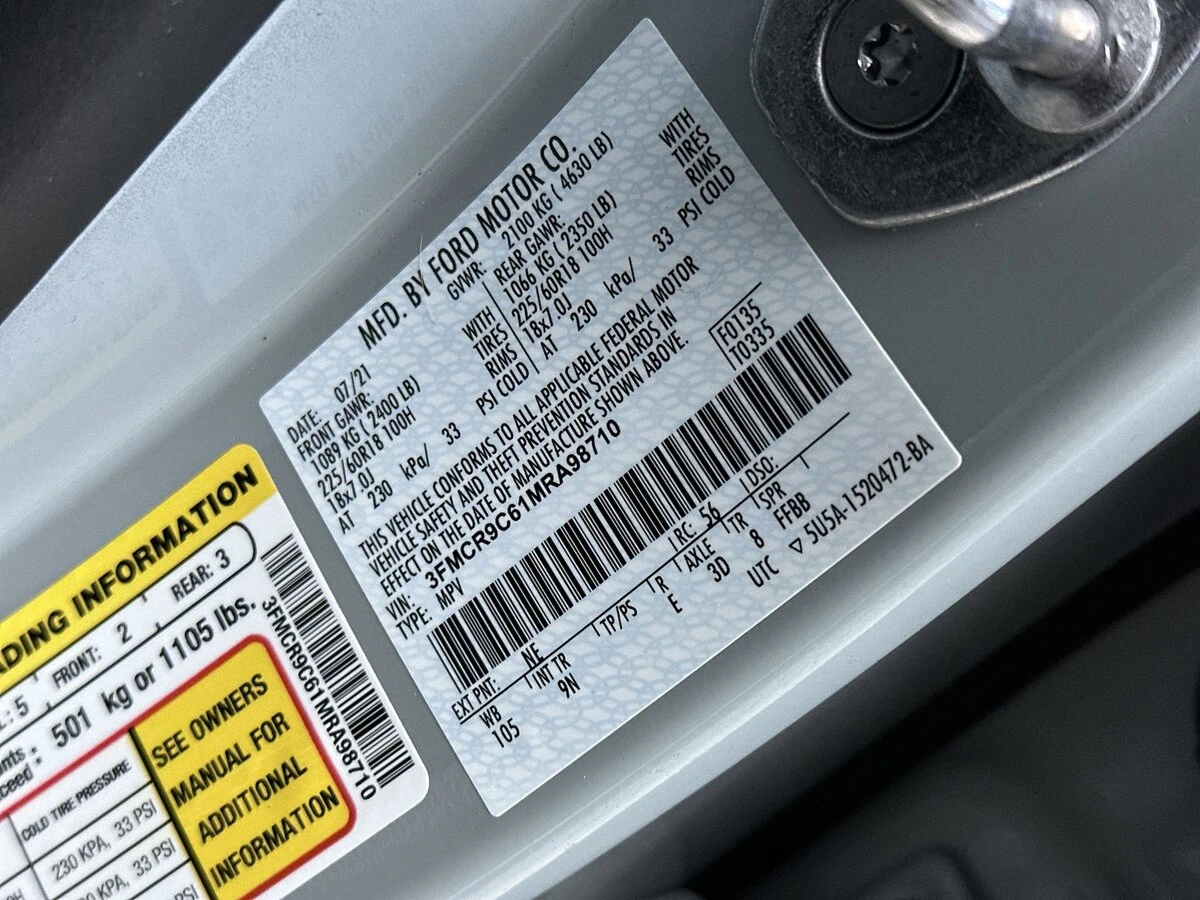 MFD. BY FORD MOTOR CO.
DATE: 07/21 GVWR: 2100 KG ( 4630 LB)
FRONT GAWR: WITH REAR GAWR: WITH
1089 KG ( 2400 LB) TIRES 1066 KG ( 2350 LB) TIRES
225/60R18 100H RIMS 225/60R18 100H RIMS
18x7.0J 18x7.0J
AT 230 kPa/ 33 PSI COLD AT 230 kPa/ 33 PSI COLD
THIS VEHICLE CONFORMS TO ALL APPLICABLE FEDERAL MOTOR
VEHICLE SAFETY AND THEFT PREVENTION STANDARDS IN
EFFECT ON THE DATE OF MANUFACTURE SHOWN ABOVE.
VIN: 3FMCR9C61MRA98710
TYPE: MPV
F0135
T0335
EXT PNT: NE RC: 56 DSO:
WB INT TR TP/PS R AXLE TR SPR
105 9N E 3D 8 FFBB
UTC ▽5U5A-1520472-BA
ADING INFORMATION
L: 5 FRONT: 2 REAR: 3
501 kg or 1105 lbs.
3FMCR9C61MRA98710
COLD TIRE PRESSURE
230 KPA, 33 PSI
KPA, 33 PSI
PSI
SEE OWNERS
MANUAL FOR
ADDITIONAL
INFORMATION